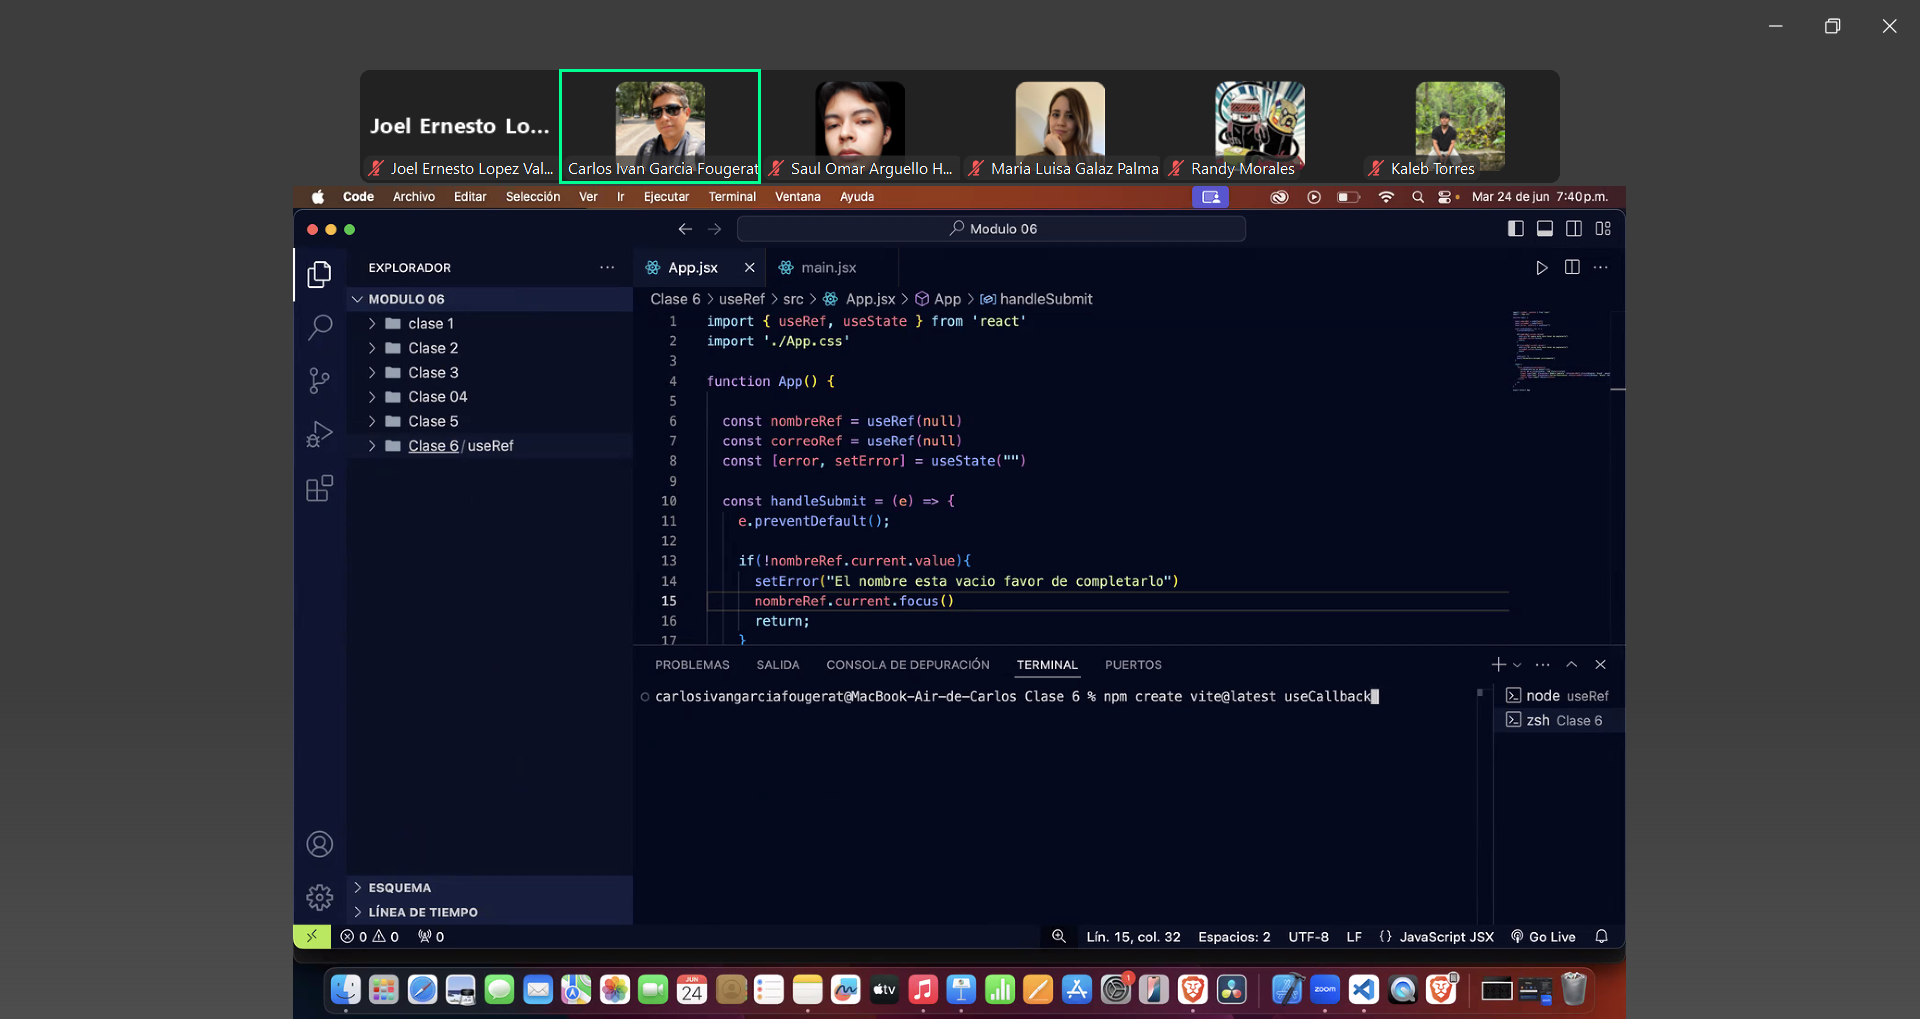 Joel Ernesto Lo...
Joel Ernesto Lopez Val...
Carlos Ivan Garcia Fougerat
Saul Omar Arguello H...
Maria Luisa Galaz Palma
Randy Morales
Kaleb Torres
Code Archivo Editar Selección Ver Ir Ejecutar Terminal Ventana Ayuda Mar 24 de jun 7:40 p.m.
Modulo 06
EXPLORADOR
App.jsx
main.jsx
MODULO 06
clase 1
Clase 2
Clase 3
Clase 04
Clase 5
Clase 6/useRef
Clase 6 > useRef > src > App.jsx > App > handleSubmit
1 import { useRef, useState } from 'react'
2 import './App.css'
3
4 function App() {
5
6 const nombreRef = useRef(null)
7 const correoRef = useRef(null)
8 const [error, setError] = useState("")
9
10 const handleSubmit = (e) => {
11 e.preventDefault();
12
13 if(!nombreRef.current.value){
14 setError("El nombre esta vacio favor de completarlo")
15 nombreRef.current.focus()
16 return;
17 }
PROBLEMAS SALIDA CONSOLA DE DEPURACIÓN TERMINAL PUERTOS
carlosivangarciafougerat@MacBook-Air-de-Carlos Clase 6 % npm create vite@latest useCallback
node useRef
zsh Clase 6
ESQUEMA
LÍNEA DE TIEMPO
0 0 0
Lín. 15, col. 32 Espacios: 2 UTF-8 LF {} JavaScript JSX Go Live
JUN
24
tv
1
zoom